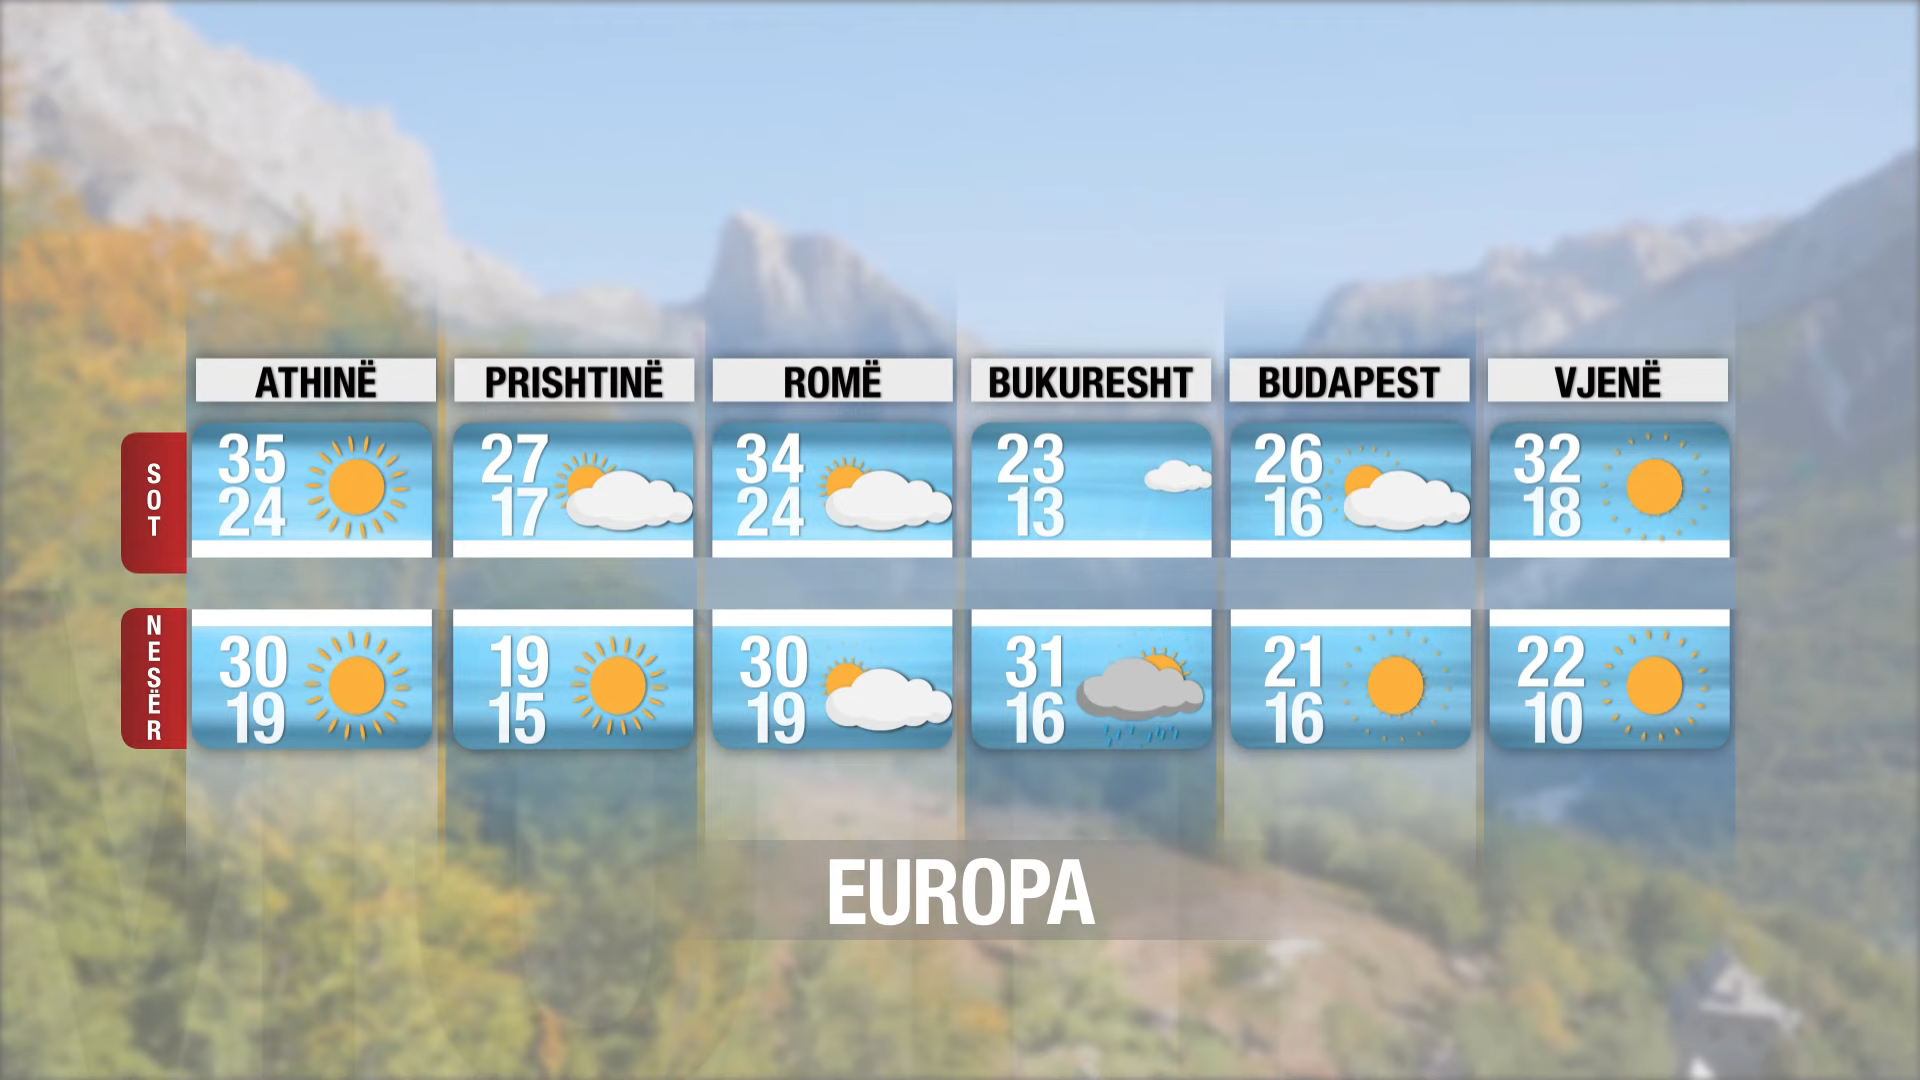 ATHINË PRISHTINË ROMË BUKURESHT BUDAPEST VJENË
SOT
35 27 34 23 26 32
24 17 24 13 16 18
NESËR
30 19 30 31 21 22
19 15 19 16 16 10
EUROPA